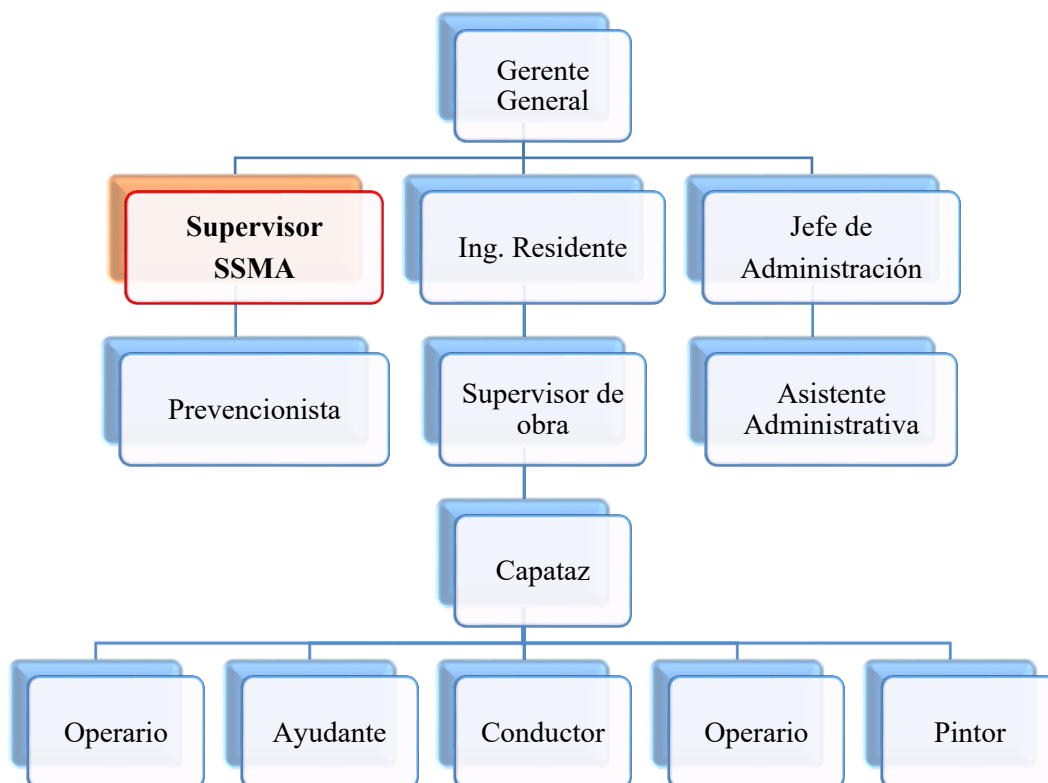 Gerente
General
Supervisor
SSMA
Ing. Residente
Jefe de
Administración
Prevencionista
Supervisor de
obra
Asistente
Administrativa
Capataz
Operario
Ayudante
Conductor
Operario
Pintor